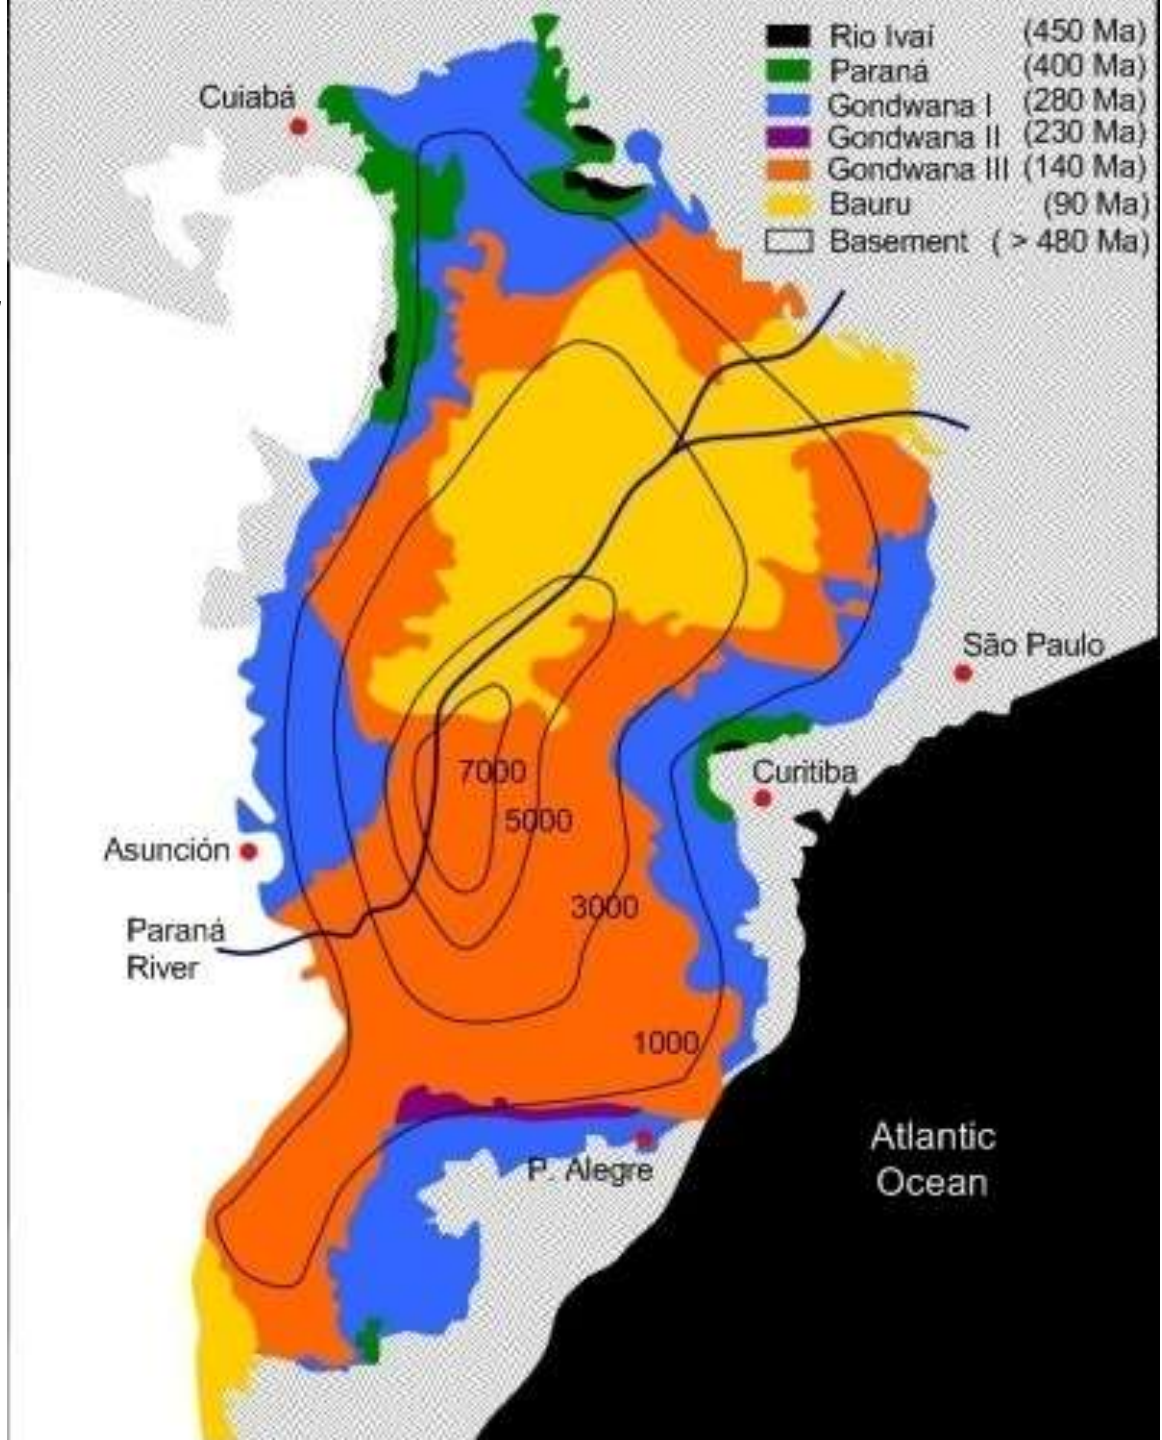 Rio Ivaí (450 Ma)
Paraná (400 Ma)
Gondwana I (280 Ma)
Gondwana II (230 Ma)
Gondwana III (140 Ma)
Bauru (90 Ma)
Basement ( > 480 Ma)
Cuiabá
São Paulo
Curitiba
7000
5000
Asunción
3000
Paraná
River
1000
Atlantic
Ocean
P. Alegre